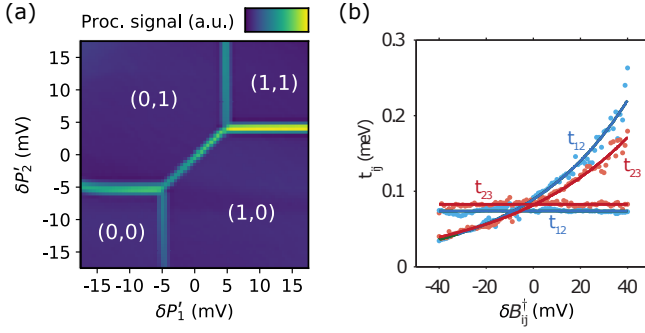 (a)
Proc. signal (a.u.)
15
10
5
0
-5
-10
-15
δP′₂ (mV)
(0,1)
(1,1)
(0,0)
(1,0)
-15 -10 -5 0 5 10 15
δP′₁ (mV)
(b)
0.3
0.2
0.1
0
t_ij (meV)
t₁₂
t₂₃
t₂₃
t₁₂
-40 -20 0 20 40
δB†_ij (mV)